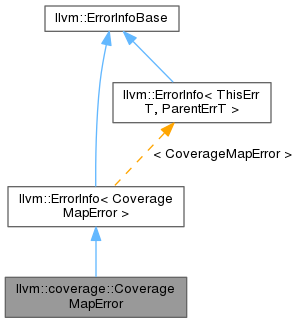 llvm::ErrorInfoBase
llvm::ErrorInfo< ThisErr
T, ParentErrT >
< CoverageMapError >
llvm::ErrorInfo< Coverage
MapError >
llvm::coverage::Coverage
MapError